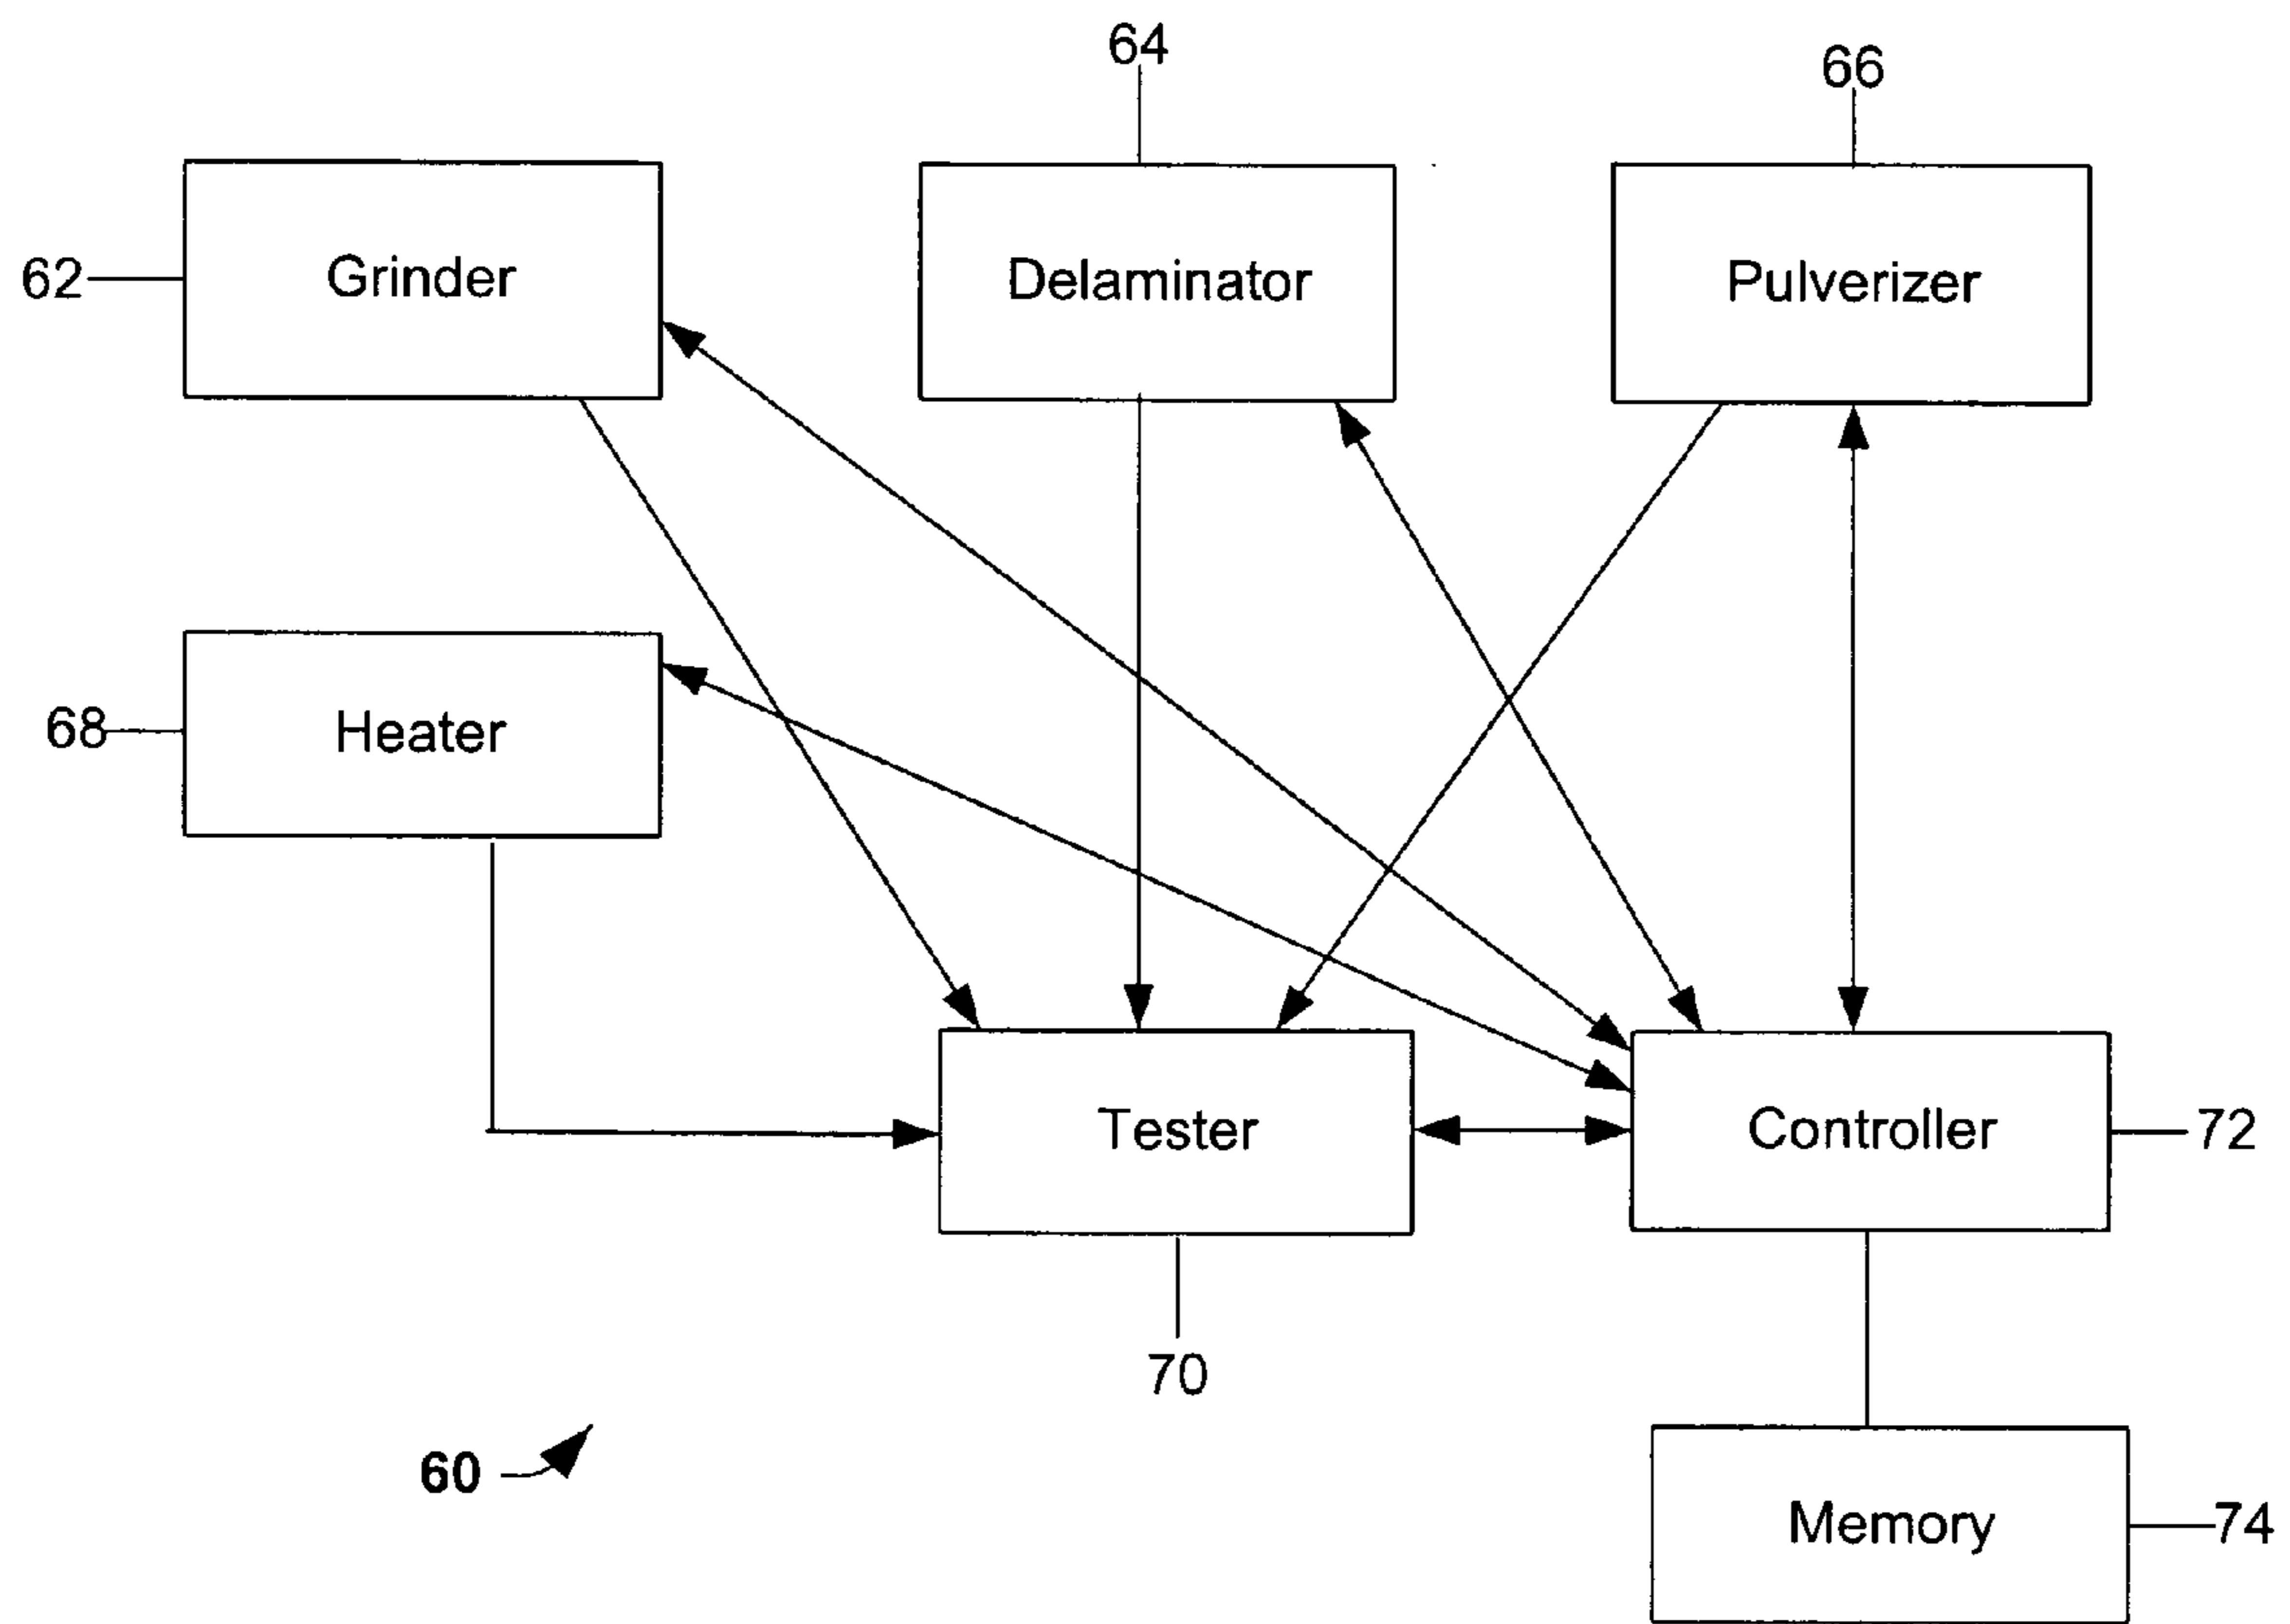 64
66
62
Grinder
Delaminator
Pulverizer
68
Heater
Tester
Controller
72
70
60
Memory
74